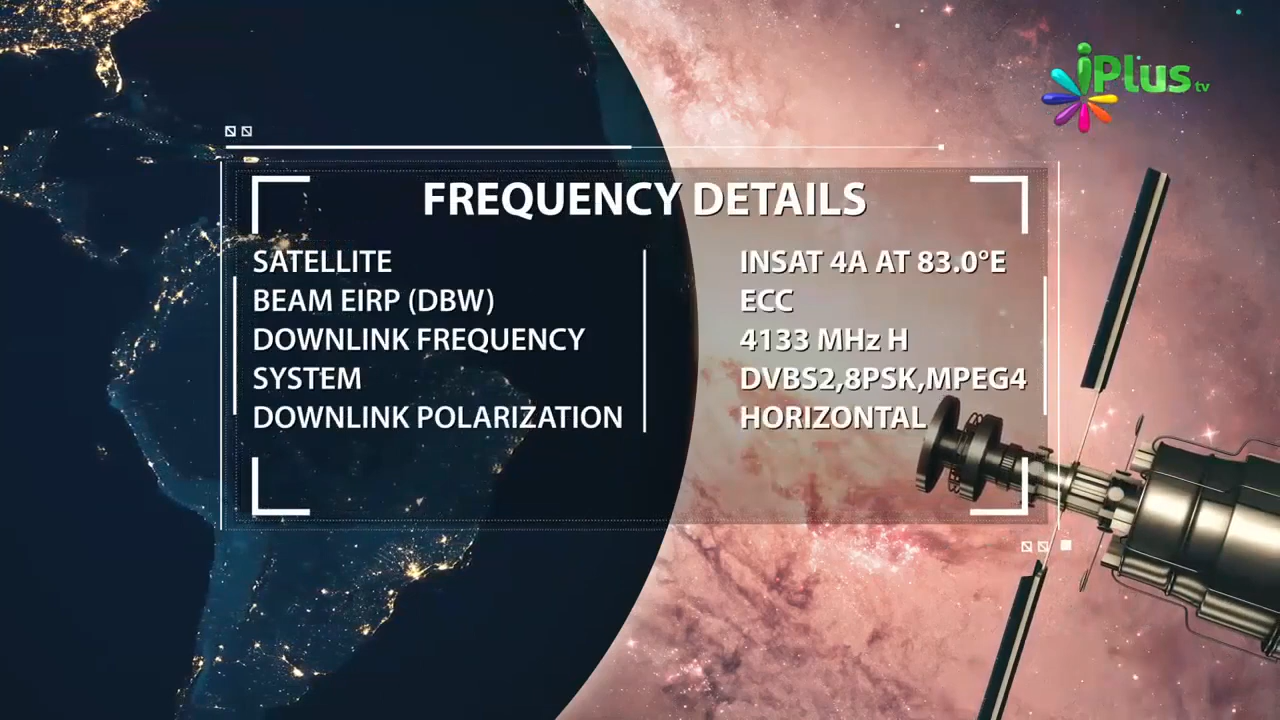 iPlus tv
FREQUENCY DETAILS
SATELLITE INSAT 4A AT 83.0°E
BEAM EIRP (DBW) ECC
DOWNLINK FREQUENCY 4133 MHz H
SYSTEM DVBS2,8PSK,MPEG4
DOWNLINK POLARIZATION HORIZONTAL